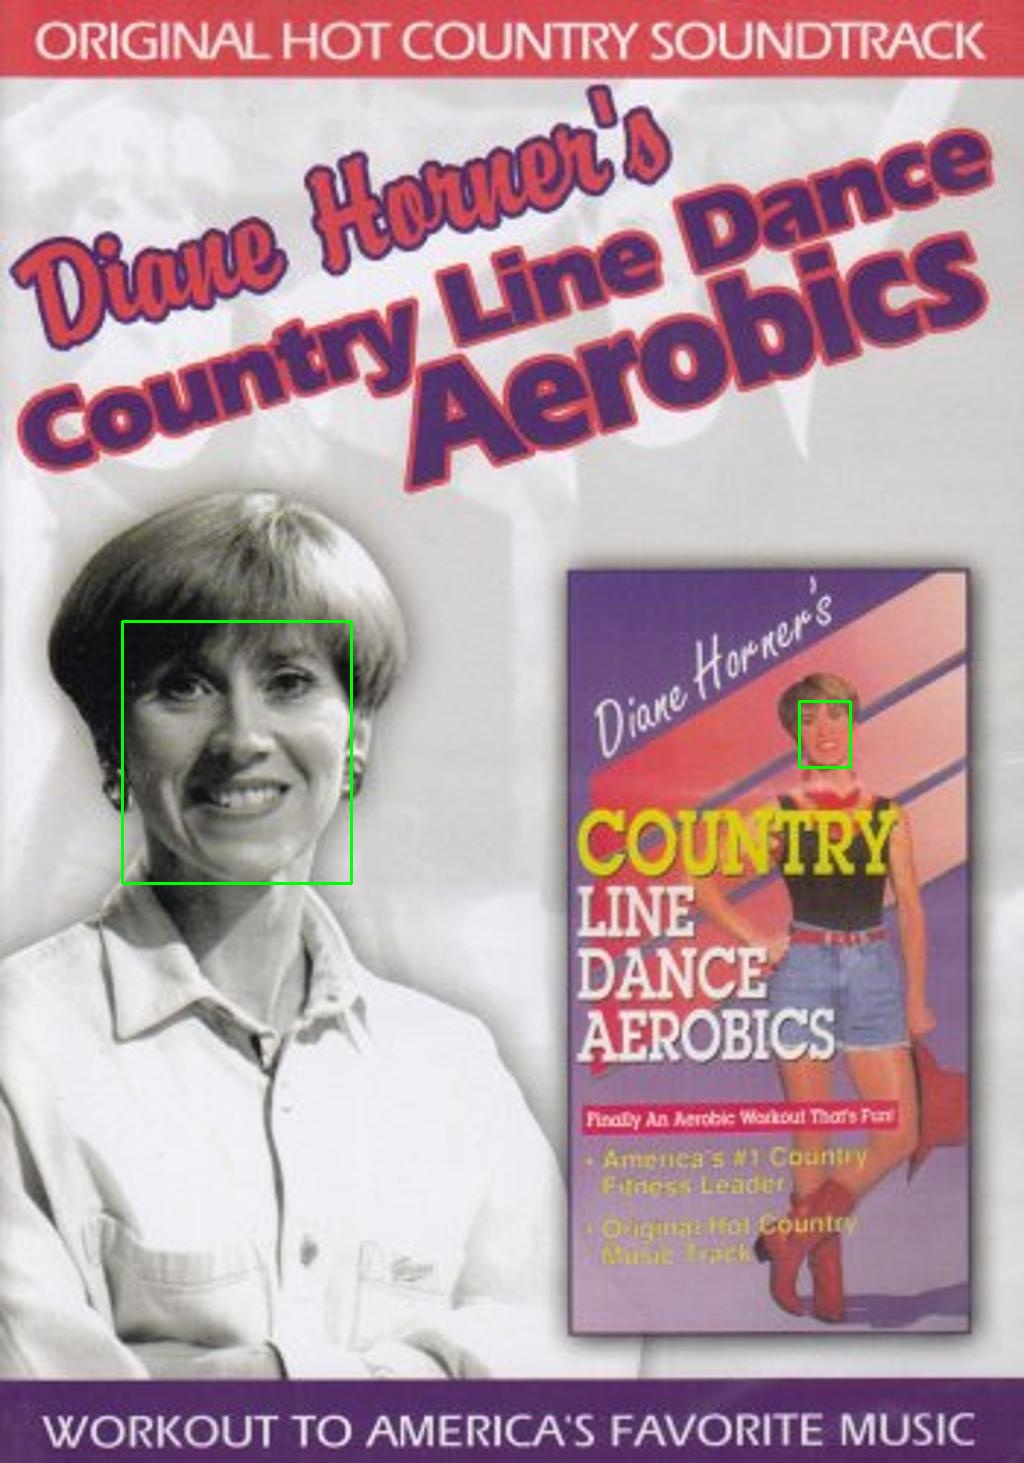 ORIGINAL HOT COUNTRY SOUNDTRACK
Diane Horner's
Country Line Dance
Aerobics
Diane Horner's
COUNTRY
LINE
DANCE
AEROBICS
Finally An Aerobic Workout That's Fun!
• America's #1 Country
Fitness Leader
• Original Hot Country
Music Track
WORKOUT TO AMERICA'S FAVORITE MUSIC